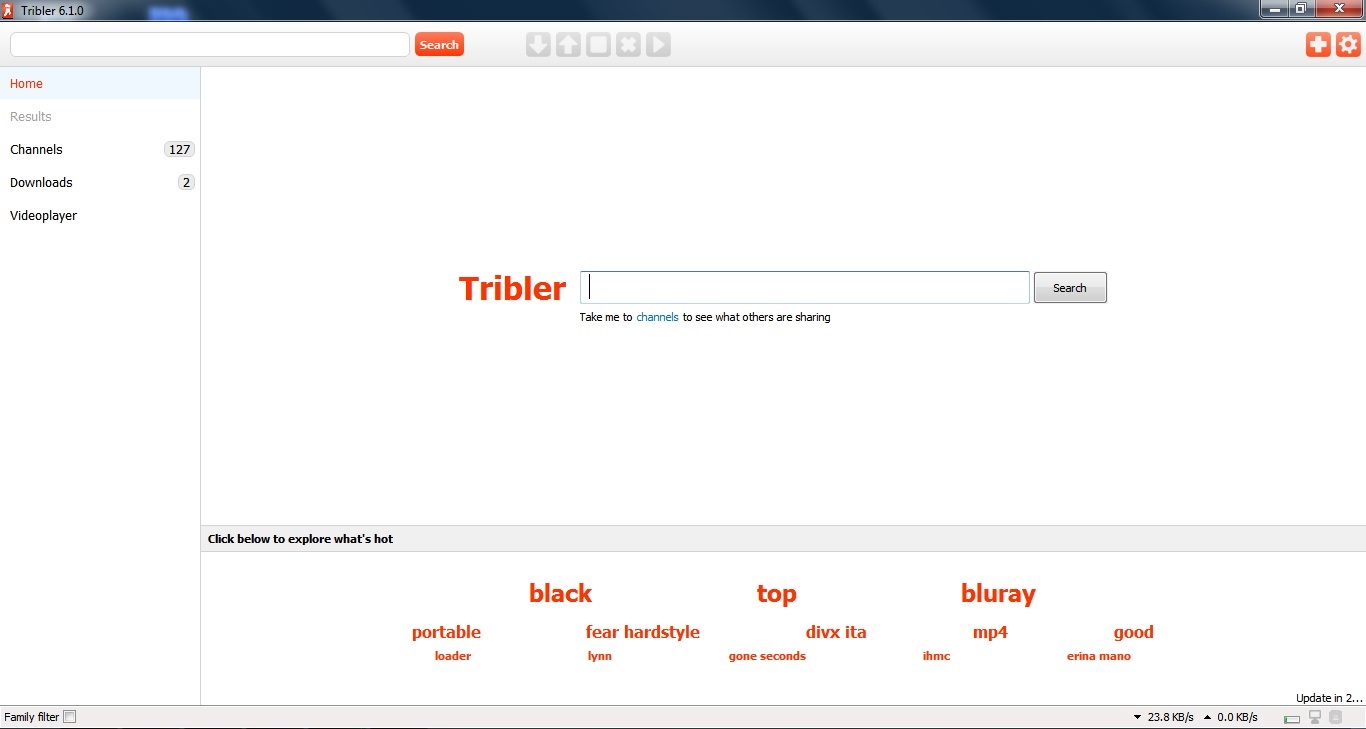 Tribler 6.1.0
Search
Home
Results
Channels 127
Downloads 2
Videoplayer
Tribler Search
Take me to channels to see what others are sharing
Click below to explore what's hot
black top bluray
portable fear hardstyle divx ita mp4 good
loader lynn gone seconds ihmc erina mano
Update in 2...
Family filter 23.8 KB/s 0.0 KB/s